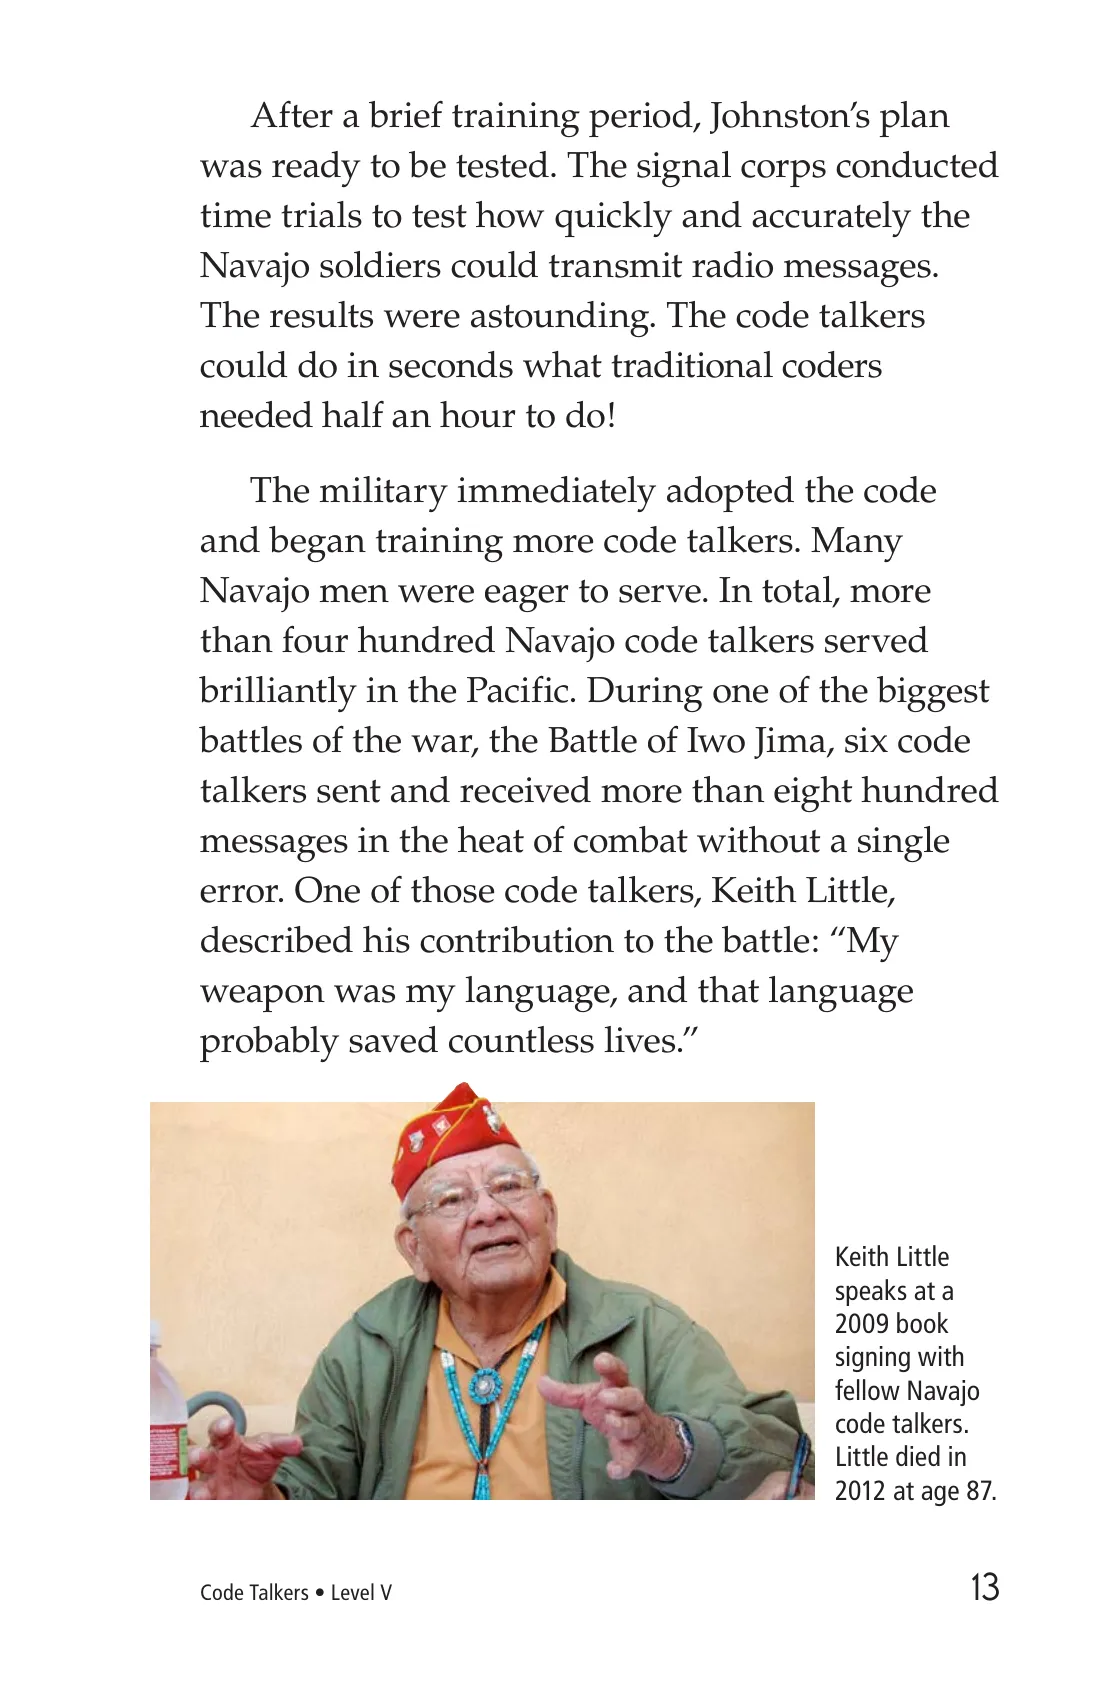 After a brief training period, Johnston’s plan
was ready to be tested. The signal corps conducted
time trials to test how quickly and accurately the
Navajo soldiers could transmit radio messages.
The results were astounding. The code talkers
could do in seconds what traditional coders
needed half an hour to do!
The military immediately adopted the code
and began training more code talkers. Many
Navajo men were eager to serve. In total, more
than four hundred Navajo code talkers served
brilliantly in the Pacific. During one of the biggest
battles of the war, the Battle of Iwo Jima, six code
talkers sent and received more than eight hundred
messages in the heat of combat without a single
error. One of those code talkers, Keith Little,
described his contribution to the battle: “My
weapon was my language, and that language
probably saved countless lives.”
Keith Little
speaks at a
2009 book
signing with
fellow Navajo
code talkers.
Little died in
2012 at age 87.
Code Talkers • Level V
13